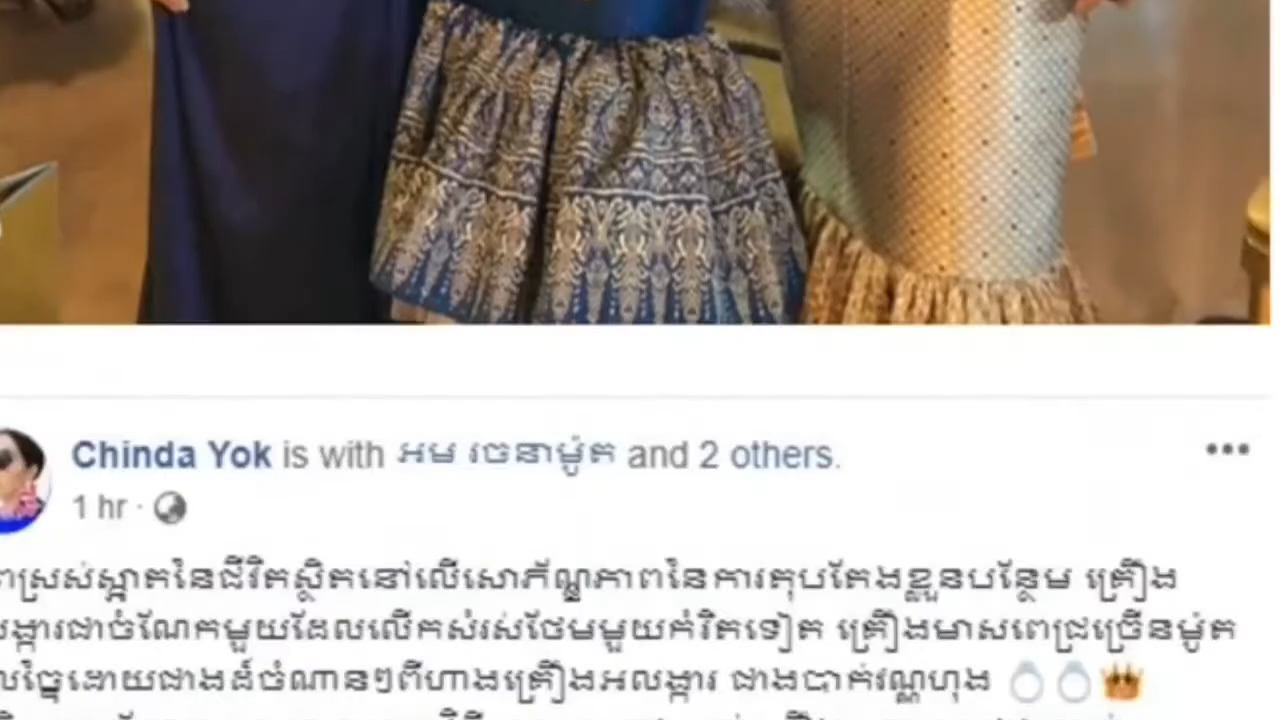 Chinda Yok is with អម រចនាម៉ូត and 2 others.
1 hr ·
ស្រស់ស្អាតនៃជីវិតស្ថិតនៅលើសោភ័ណ្ឌភាពនៃការតុបតែងខ្លួនបន្ថែម គ្រឿង
ង្ការជាចំណែកមួយដែលលើកសំរស់ថែមមួយកំរិតទៀត គ្រឿងមាសពេជ្រច្រើនម៉ូត
ច្នៃដោយជាងដ៍ចំណានៗពីហាងគ្រឿងអលង្ការ ជាងបាក់វណ្ណហុង 💍💍👑